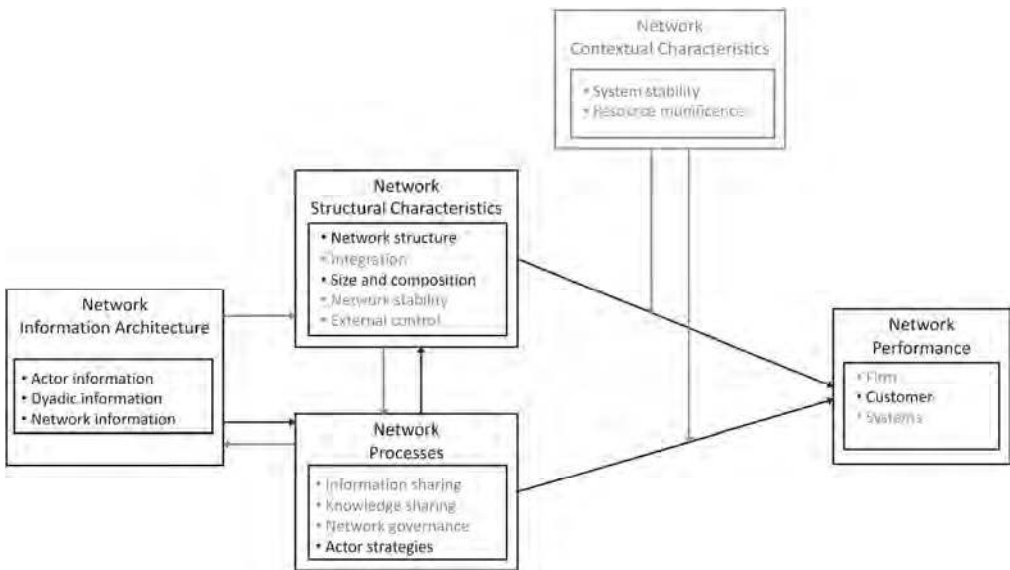 Network
Contextual Characteristics
• System stability
• Resource munificence
Network
Structural Characteristics
• Network structure
• Integration
• Size and composition
• Network stability
• External control
Network
Information Architecture
• Actor information
• Dyadic information
• Network information
Network
Processes
• Information sharing
• Knowledge sharing
• Network governance
• Actor strategies
Network
Performance
• Firm
• Customer
• Systems